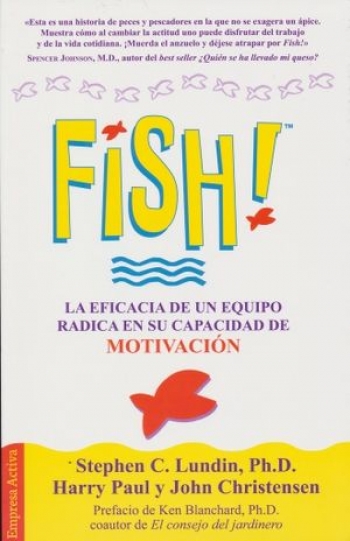 «Esta es una historia de peces y pescadores en la que no se exagera un ápice.
Muestra cómo al cambiar la actitud uno puede disfrutar del trabajo
y de la vida cotidiana. ¡Muerda el anzuelo y déjese atrapar por Fish!»
SPENCER JOHNSON, M.D., autor del best seller ¿Quién se ha llevado mi queso?
FiSH!™
LA EFICACIA DE UN EQUIPO
RADICA EN SU CAPACIDAD DE
MOTIVACIÓN
Stephen C. Lundin, Ph.D.
Harry Paul y John Christensen
Prefacio de Ken Blanchard, Ph.D.
coautor de El consejo del jardinero
Empresa Activa